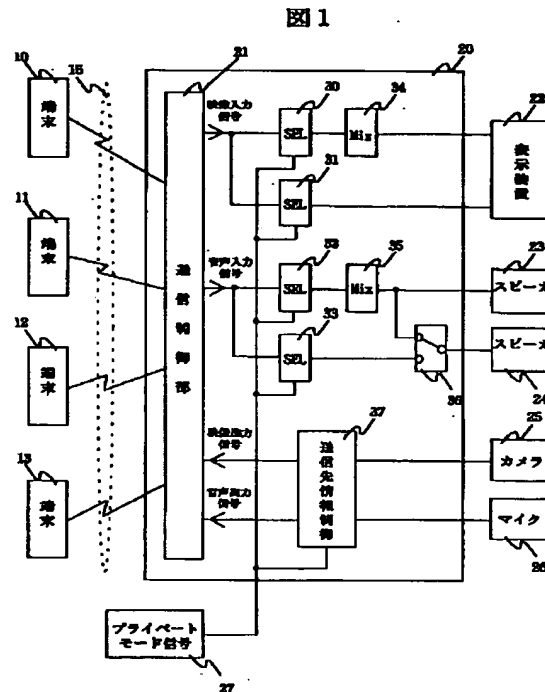 図1
10
15
21
20
端末
映像入力
信号
30
SEL
34
Mix
22
表示装置
31
SEL
11
端末
音声入力
信号
32
SEL
35
Mix
23
スピーカ
通信制御部
33
SEL
36
スピーカ
24
12
端末
映像出力
信号
37
送信先情報制御
25
カメラ
13
端末
音声出力
信号
マイク
26
プライベート
モード信号
27